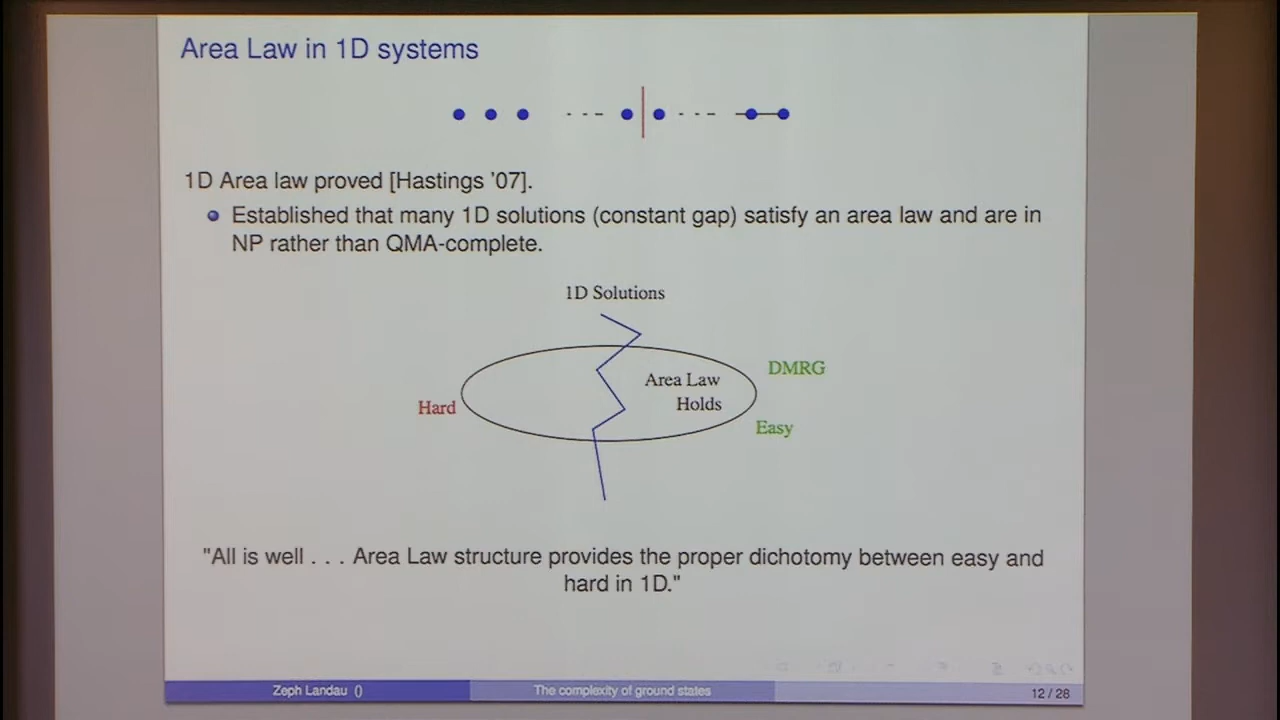 Area Law in 1D systems
1D Area law proved [Hastings '07].
Established that many 1D solutions (constant gap) satisfy an area law and are in
NP rather than QMA-complete.
1D Solutions
DMRG
Area Law
Holds
Hard
Easy
"All is well . . . Area Law structure provides the proper dichotomy between easy and
hard in 1D."
Zeph Landau () The complexity of ground states 12 / 28